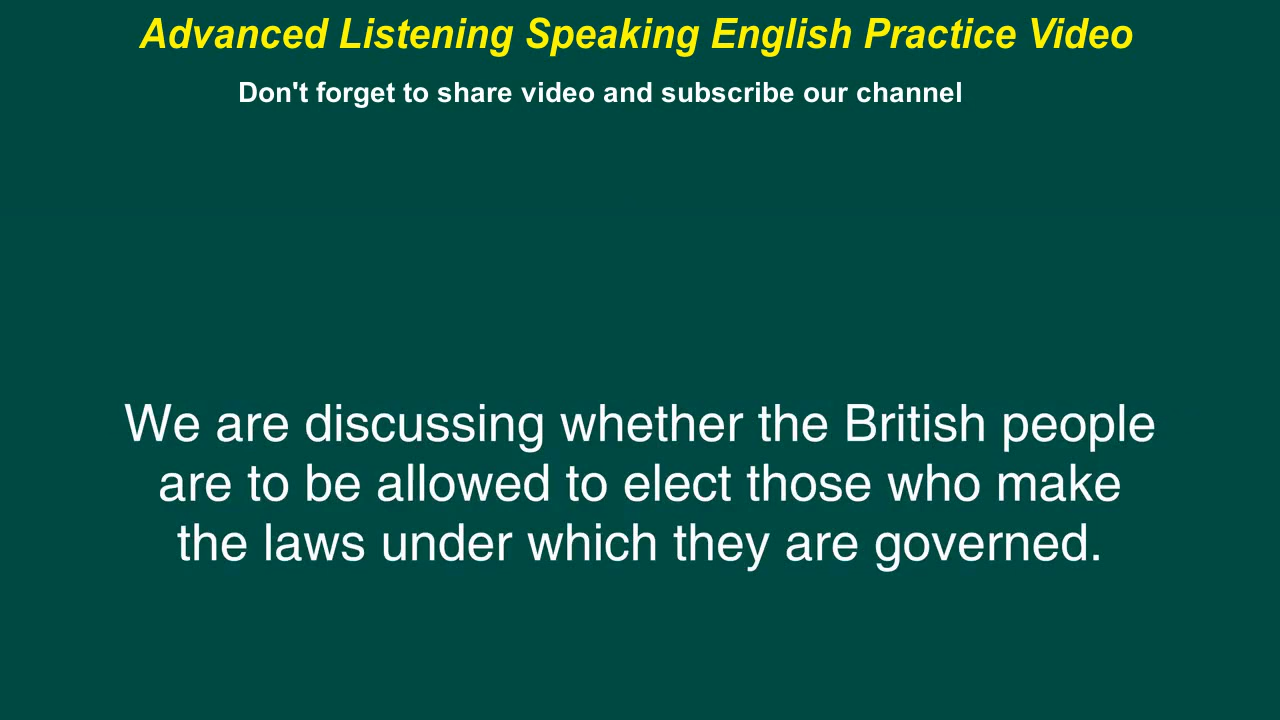 Advanced Listening Speaking English Practice Video
Don't forget to share video and subscribe our channel
We are discussing whether the British people
are to be allowed to elect those who make
the laws under which they are governed.